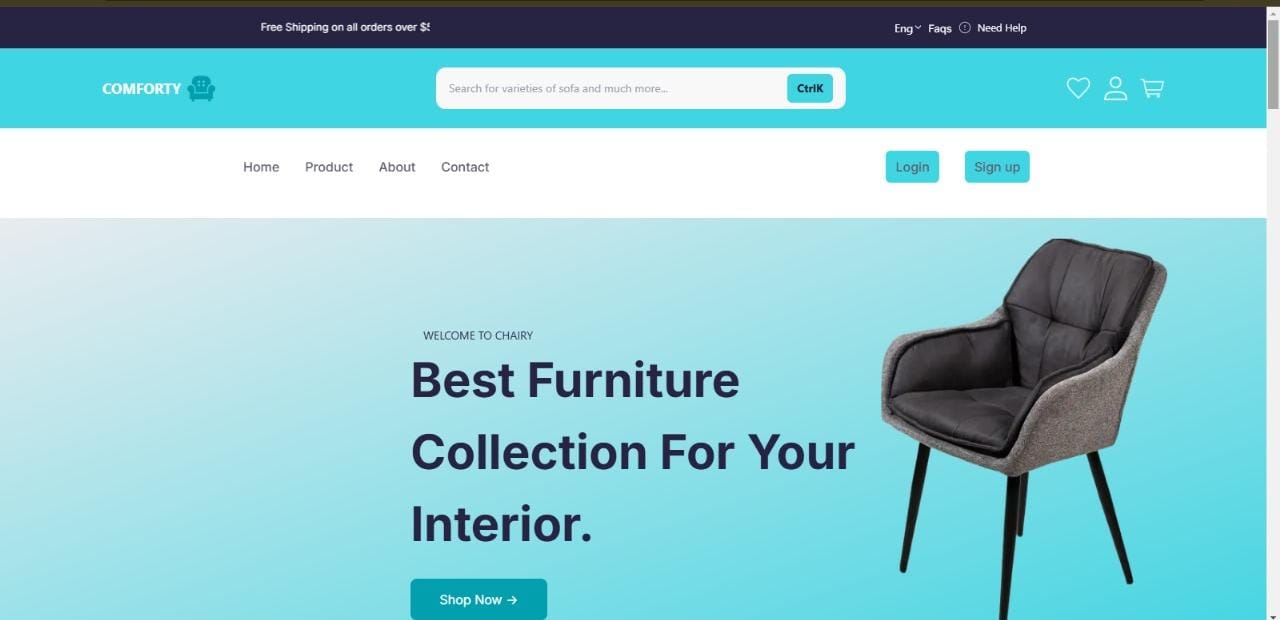 Free Shipping on all orders over
Eng Faqs Need Help
COMFORTY
Search for varieties of sofa and much more...
CtrlK
Home Product About Contact
Login Sign up
WELCOME TO CHAIRY
Best Furniture
Collection For Your
Interior.
Shop Now →